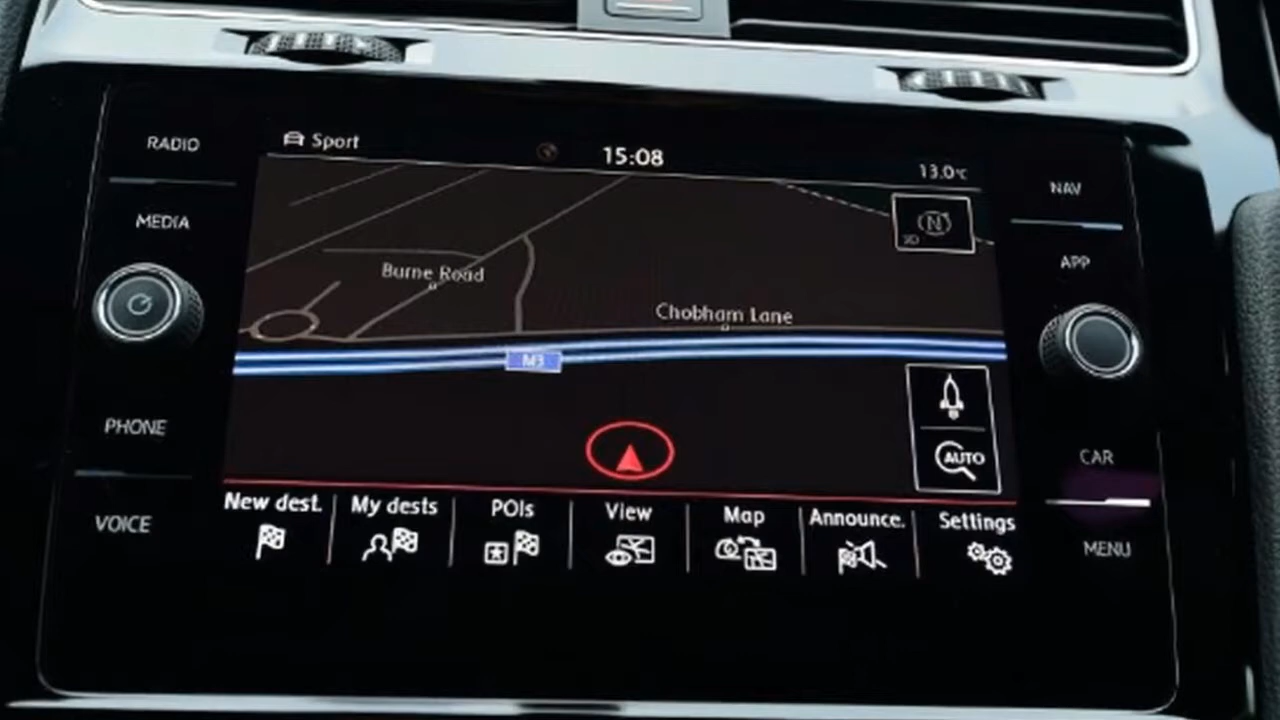 RADIO
MEDIA
PHONE
VOICE
Sport
15:08
13.0°C
N
Burne Road
Chobham Lane
M3
AUTO
New dest.
My dests
POIs
View
Map
Announce.
Settings
NAV
APP
CAR
MENU